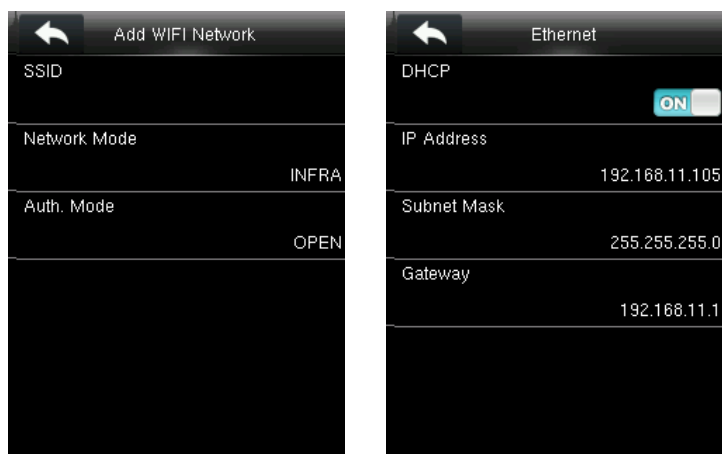 Add WIFI Network
SSID
Network Mode
INFRA
Auth. Mode
OPEN
Ethernet
DHCP
ON
IP Address
192.168.11.105
Subnet Mask
255.255.255.0
Gateway
192.168.11.1